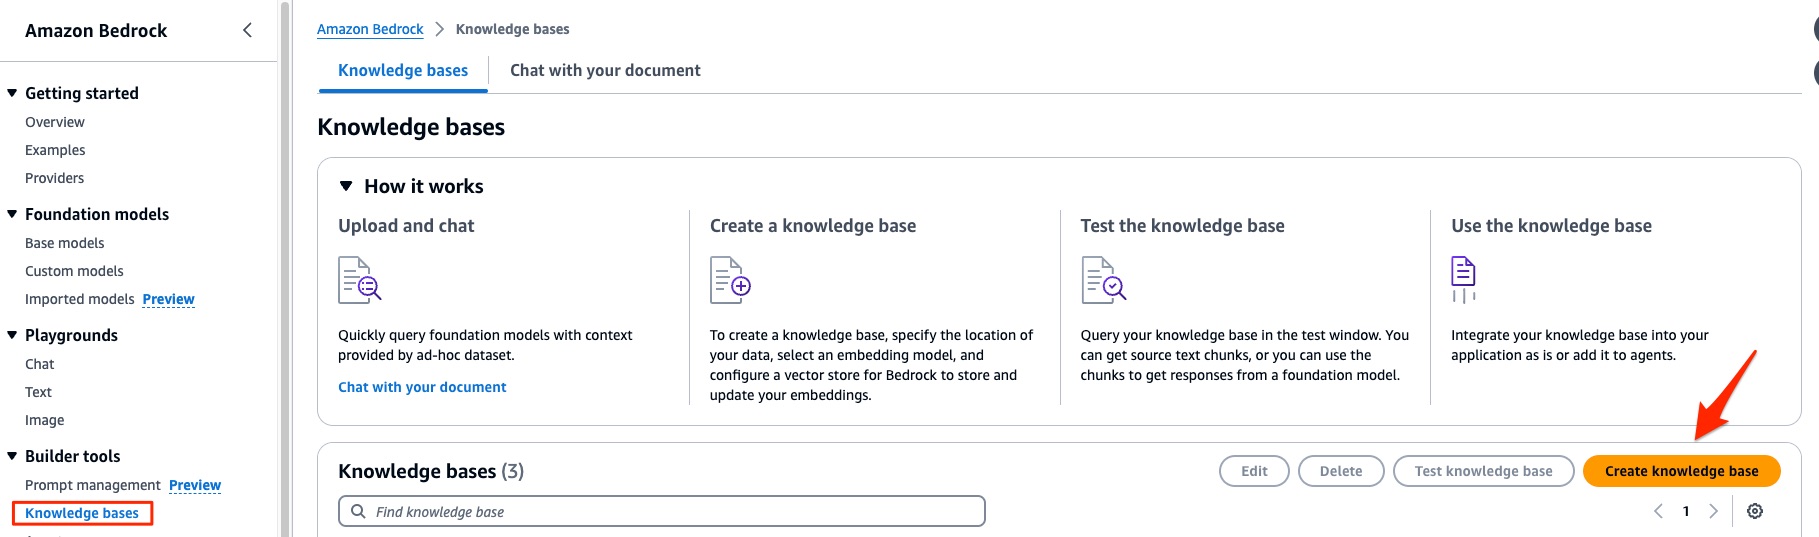 Amazon Bedrock
Getting started
Overview
Examples
Providers
Foundation models
Base models
Custom models
Imported models Preview
Playgrounds
Chat
Text
Image
Builder tools
Prompt management Preview
Knowledge bases
Amazon Bedrock > Knowledge bases
Knowledge bases
Chat with your document
Knowledge bases
How it works
Upload and chat
Quickly query foundation models with context
provided by ad-hoc dataset.
Chat with your document
Create a knowledge base
To create a knowledge base, specify the location of
your data, select an embedding model, and
configure a vector store for Bedrock to store and
update your embeddings.
Test the knowledge base
Query your knowledge base in the test window. You
can get source text chunks, or you can use the
chunks to get responses from a foundation model.
Use the knowledge base
Integrate your knowledge base into your
application as is or add it to agents.
Knowledge bases (3)
Edit
Delete
Test knowledge base
Create knowledge base
Find knowledge base
1